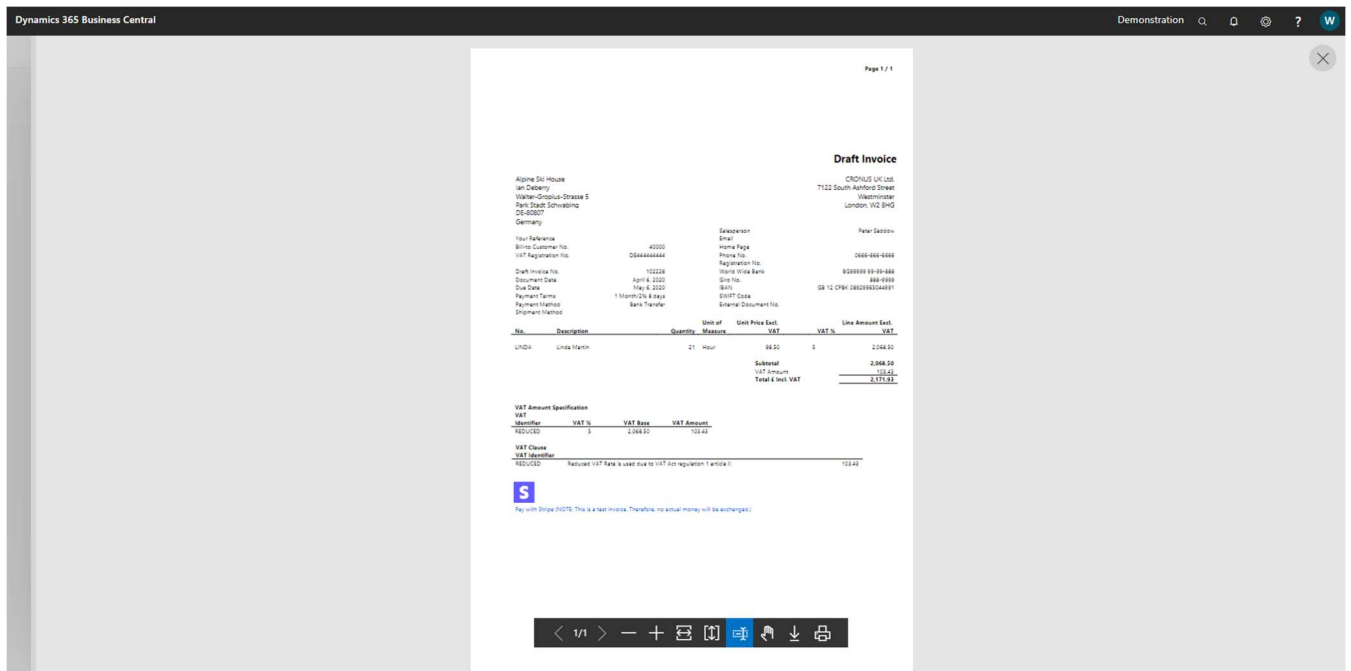 Dynamics 365 Business Central
Demonstration
?
W
Page 1 / 1
Draft Invoice
Alpine Ski House
Ian Deberry
Walter-Gropius-Strasse 5
Park Stadt Schwabing
DE-80807
Germany
CRONUS UK Ltd.
7122 South Ashford Street
Westminster
London, W2 8HG
Your Reference
Bill-to Customer No. 40000
VAT Registration No. DE444444444
Draft Invoice No. 102226
Document Date April 6, 2020
Due Date May 6, 2020
Payment Terms 1 Month/2% 8 days
Payment Method Bank Transfer
Shipment Method
Salesperson Peter Saddow
Email
Home Page
Phone No. 0666-666-6666
Registration No.
World Wide Bank BG99999 99-99-888
Giro No. 888-9999
IBAN GB 12 CPBK 08929965044991
SWIFT Code
External Document No.
No. Description Quantity Unit of Measure Unit Price Excl. VAT VAT % Line Amount Excl. VAT
LINDA Linda Martin 21 Hour 98.50 5 2,068.50
Subtotal 2,068.50
VAT Amount 103.43
Total £ Incl. VAT 2,171.93
VAT Amount Specification
VAT
Identifier VAT % VAT Base VAT Amount
REDUCED 5 2,068.50 103.43
VAT Clause
VAT Identifier
REDUCED Reduced VAT Rate is used due to VAT Act regulation 1 article II 103.43
S
Pay with Stripe (NOTE: This is a test invoice. Therefore, no actual money will be exchanged.)
1/1